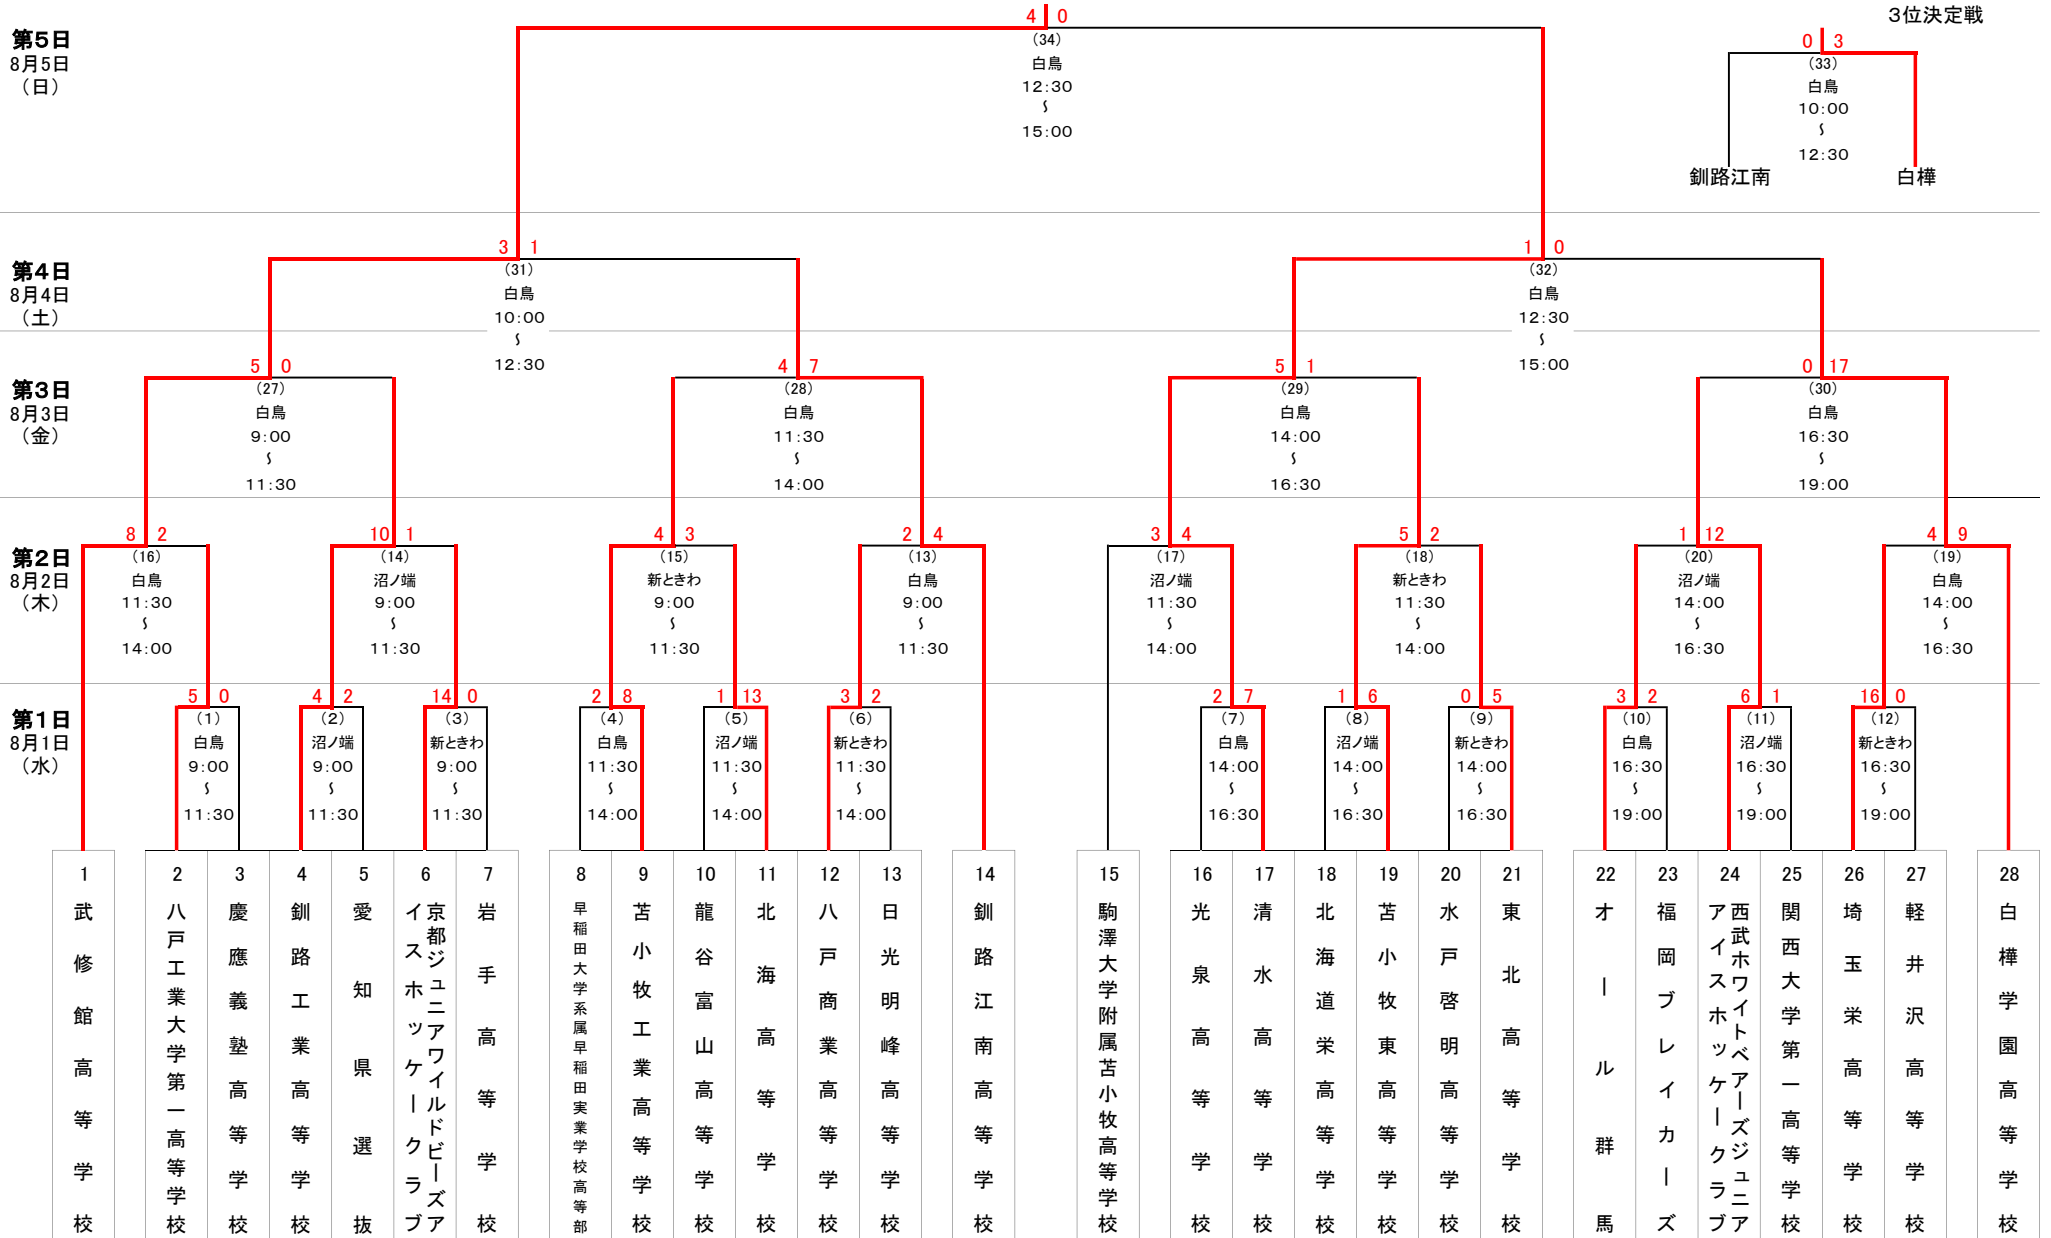 ３位決定戦
第５日
8月5日
（日）
4 0
（34）
白鳥
12:30
～
15:00
0 3
（33）
白鳥
10:00
～
12:30
釧路江南
白樺
第４日
8月4日
（土）
3 1
（31）
白鳥
10:00
～
12:30
1 0
（32）
白鳥
12:30
～
15:00
第３日
8月3日
（金）
5 0
（27）
白鳥
9:00
～
11:30
4 7
（28）
白鳥
11:30
～
14:00
5 1
（29）
白鳥
14:00
～
16:30
0 17
（30）
白鳥
16:30
～
19:00
第２日
8月2日
（木）
8 2
（16）
白鳥
11:30
～
14:00
10 1
（14）
沼ノ端
9:00
～
11:30
4 3
（15）
新ときわ
9:00
～
11:30
2 4
（13）
白鳥
9:00
～
11:30
3 4
（17）
沼ノ端
11:30
～
14:00
5 2
（18）
新ときわ
11:30
～
14:00
1 12
（20）
沼ノ端
14:00
～
16:30
4 9
（19）
白鳥
14:00
～
16:30
第１日
8月1日
（水）
5 0
（1）
白鳥
9:00
～
11:30
4 2
（2）
沼ノ端
9:00
～
11:30
14 0
（3）
新ときわ
9:00
～
11:30
2 8
（4）
白鳥
11:30
～
14:00
1 13
（5）
沼ノ端
11:30
～
14:00
3 2
（6）
新ときわ
11:30
～
14:00
2 7
（7）
白鳥
14:00
～
16:30
1 6
（8）
沼ノ端
14:00
～
16:30
0 5
（9）
新ときわ
14:00
～
16:30
3 2
（10）
白鳥
16:30
～
19:00
6 1
（11）
沼ノ端
16:30
～
19:00
16 0
（12）
新ときわ
16:30
～
19:00
1
武修館高等学校
2
八戸工業大学第一高等学校
3
慶應義塾高等学校
4
釧路工業高等学校
5
愛知県選抜
6
京都ジュニアワイルドビーズア
イスホッケークラブ
7
岩手高等学校
8
早稲田大学系属早稲田実業学校高等部
9
苫小牧工業高等学校
10
龍谷富山高等学校
11
北海高等学校
12
八戸商業高等学校
13
日光明峰高等学校
14
釧路江南高等学校
15
駒澤大学附属苫小牧高等学校
16
光泉高等学校
17
清水高等学校
18
北海道栄高等学校
19
苫小牧東高等学校
20
水戸啓明高等学校
21
東北高等学校
22
オール群馬
23
福岡ブレイカーズ
24
西武ホワイトベアーズジュニア
アイスホッケークラブ
25
関西大学第一高等学校
26
埼玉栄高等学校
27
軽井沢高等学校
28
白樺学園高等学校